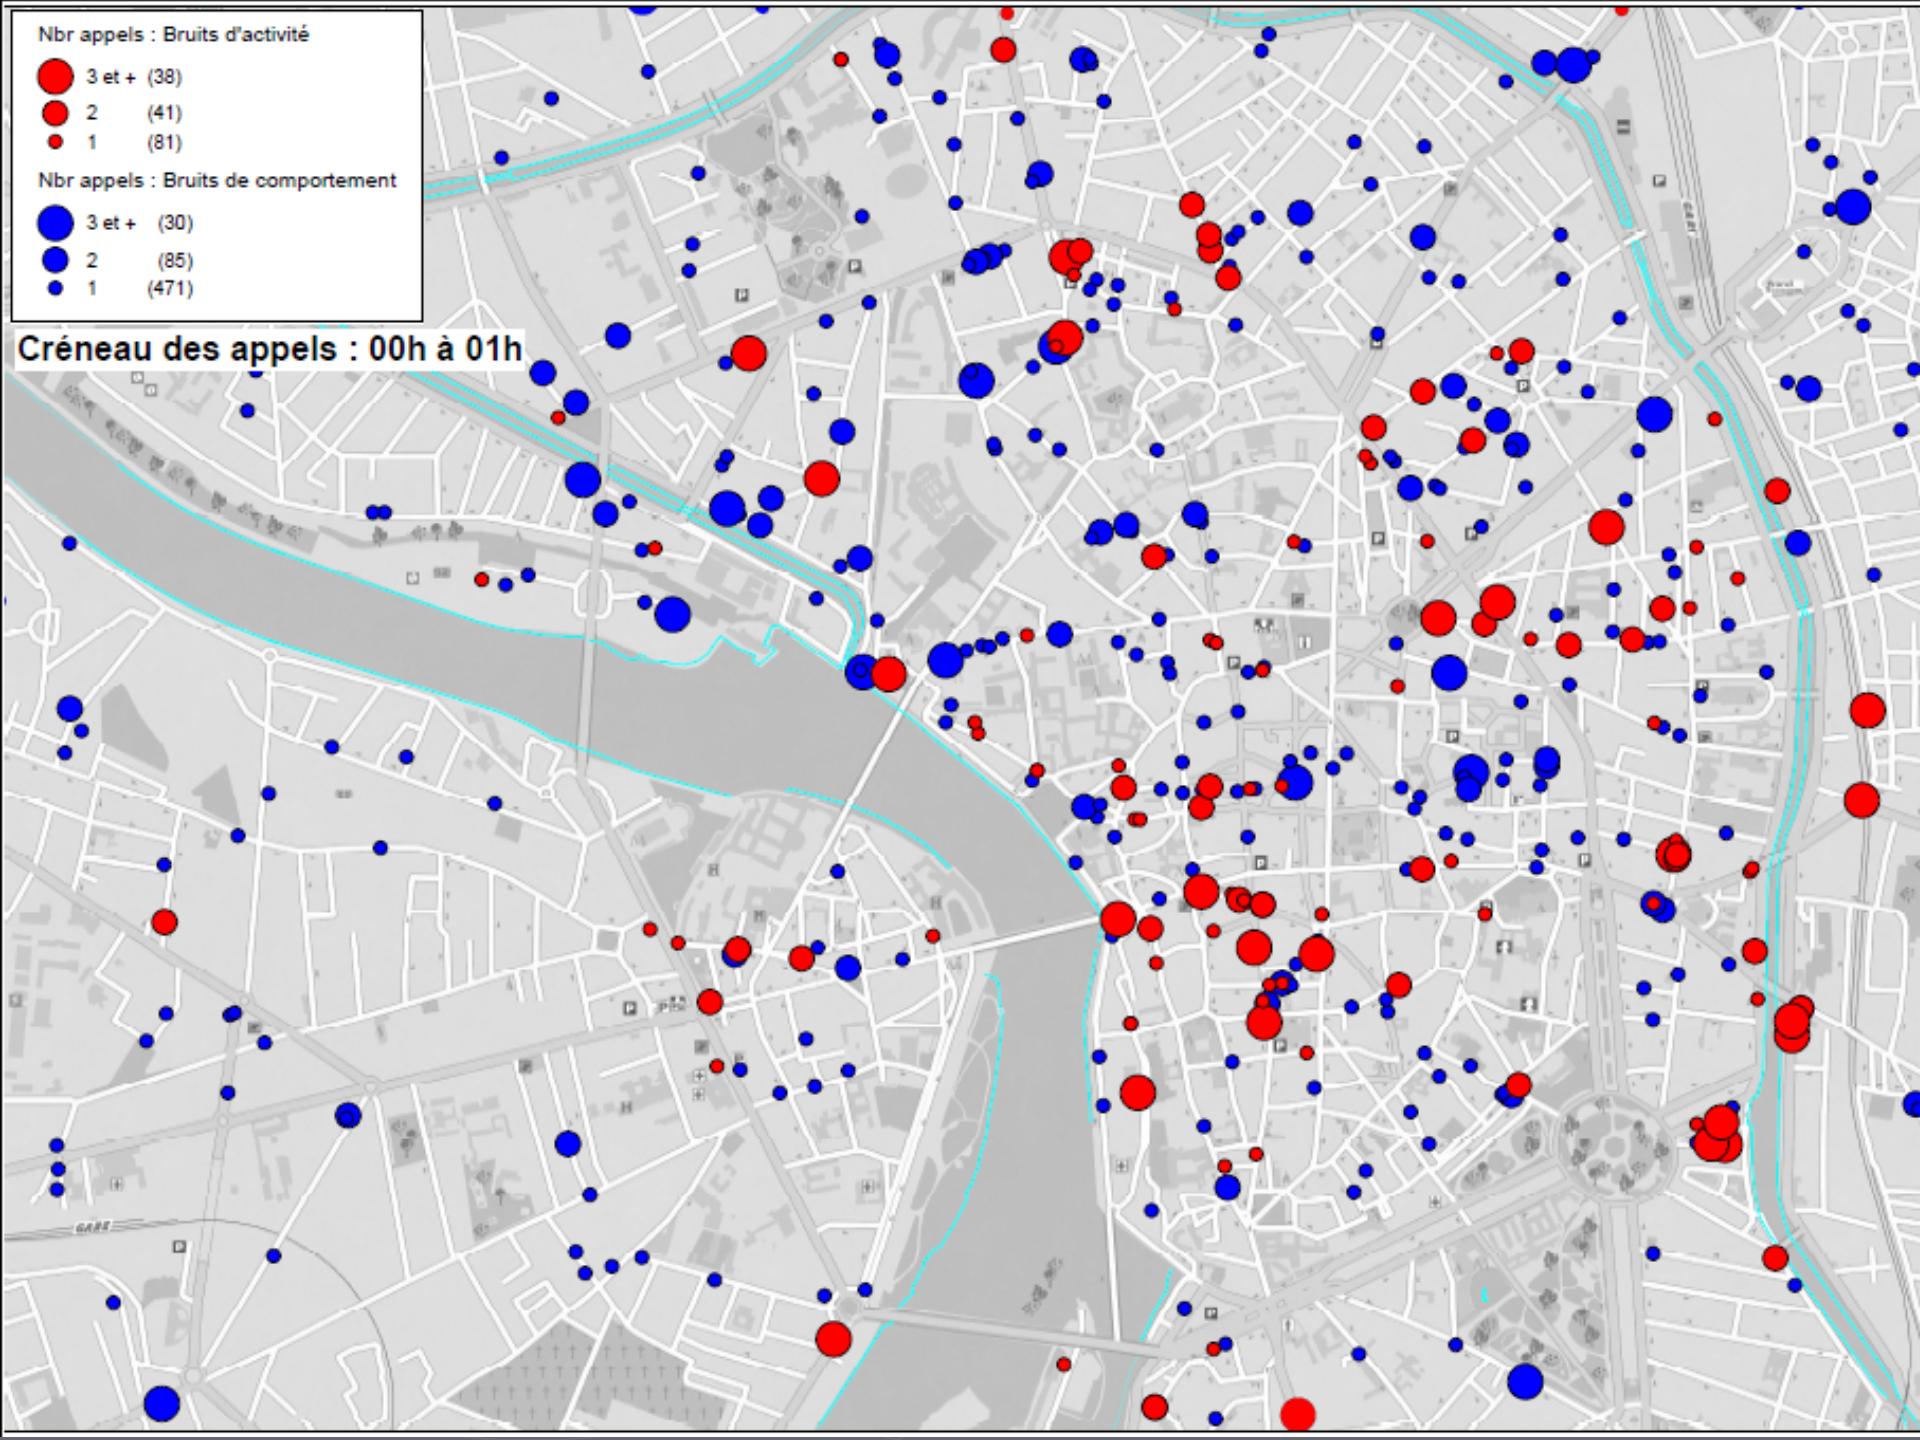 Nbr appels : Bruits d'activité
3 et + (38)
2 (41)
1 (81)
Nbr appels : Bruits de comportement
3 et + (30)
2 (85)
1 (471)
Créneau des appels : 00h à 01h
GARE